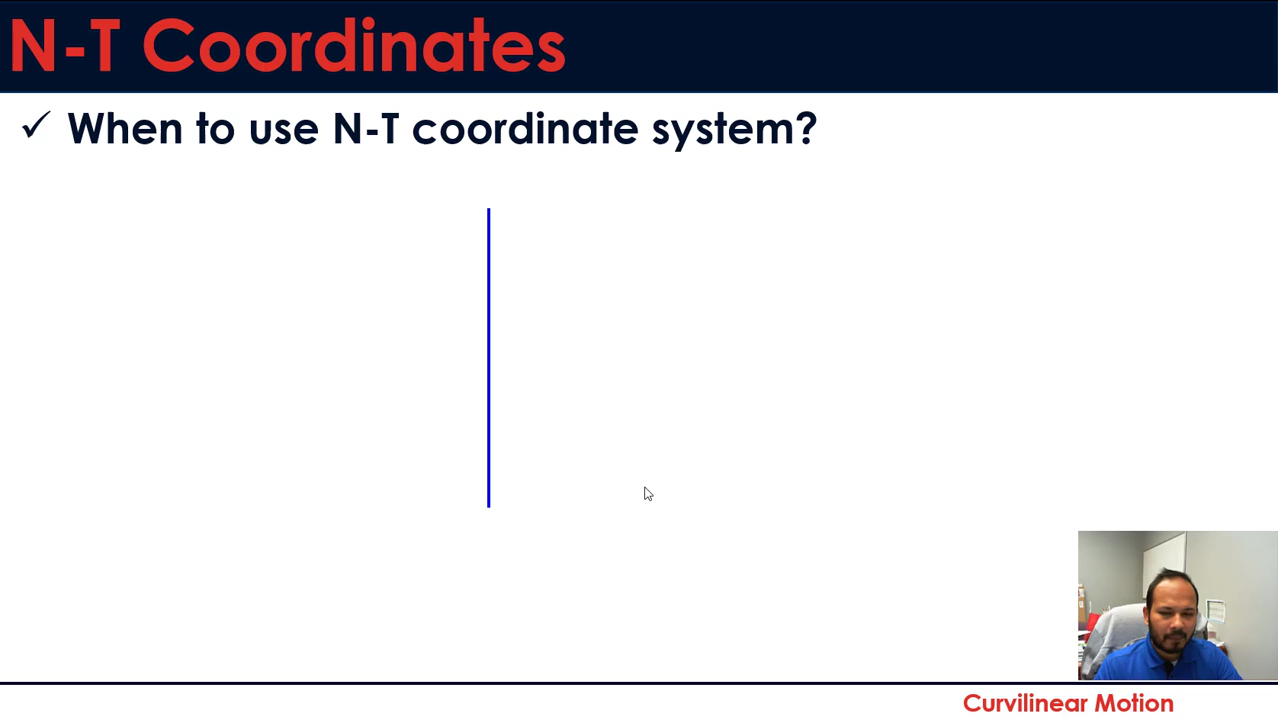 N-T Coordinates
When to use N-T coordinate system?
Curvilinear Motion